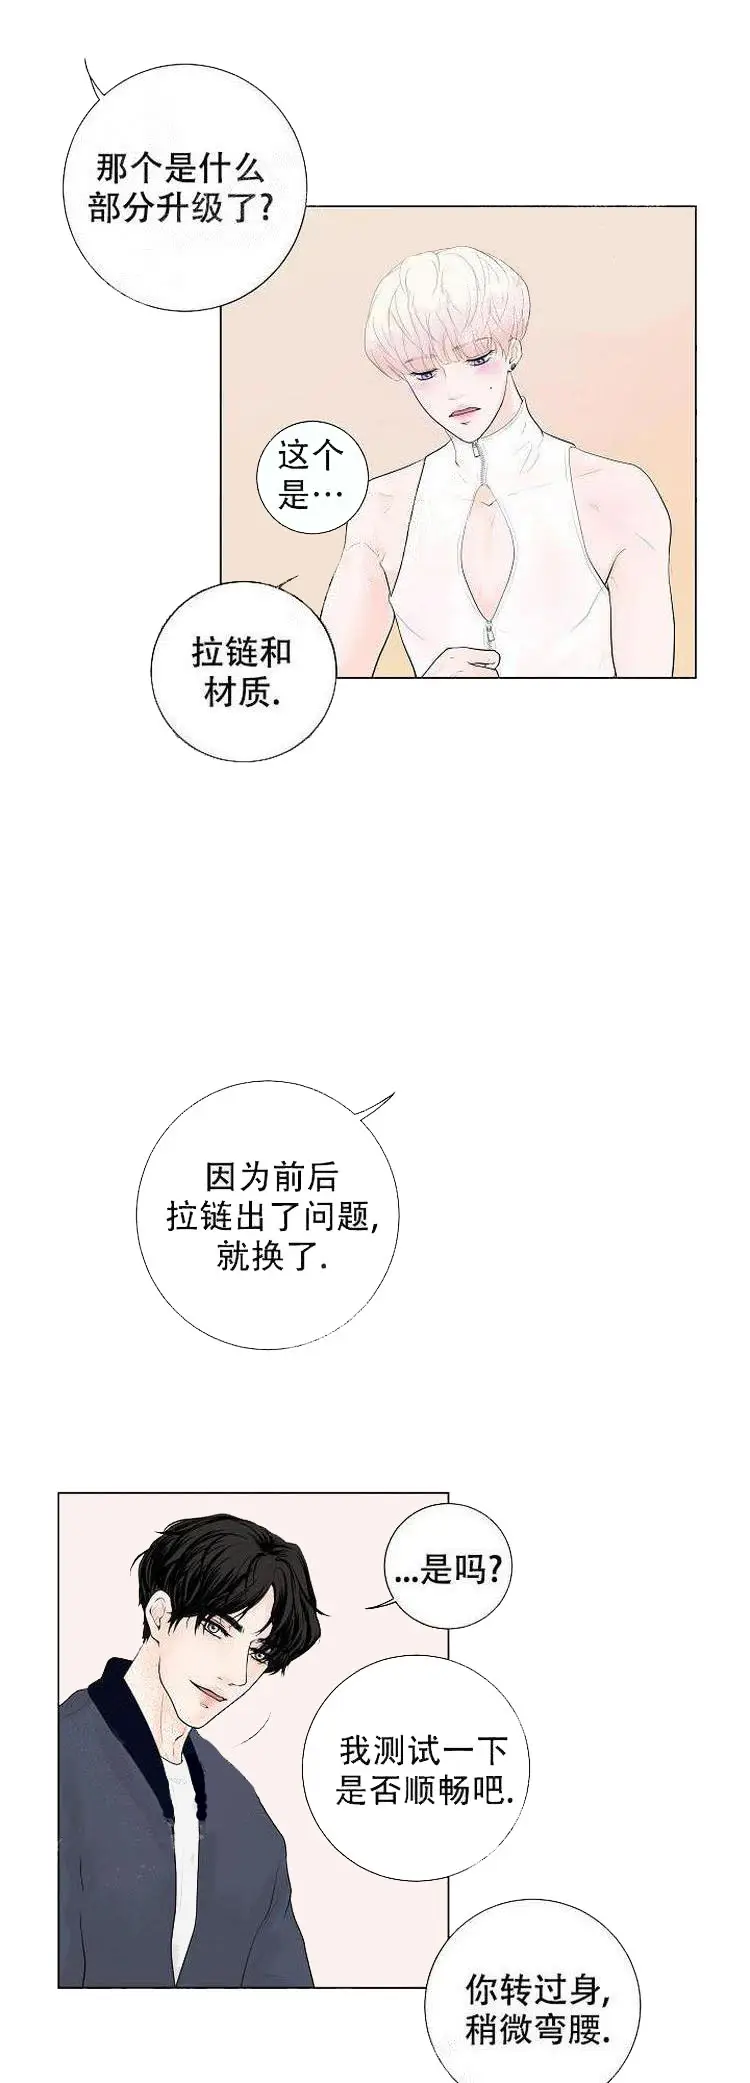 那个是什么
部分升级了?
这个
是…
拉链和
材质.
因为前后
拉链出了问题,
就换了.
...是吗?
我测试一下
是否顺畅吧.
你转过身,
稍微弯腰.